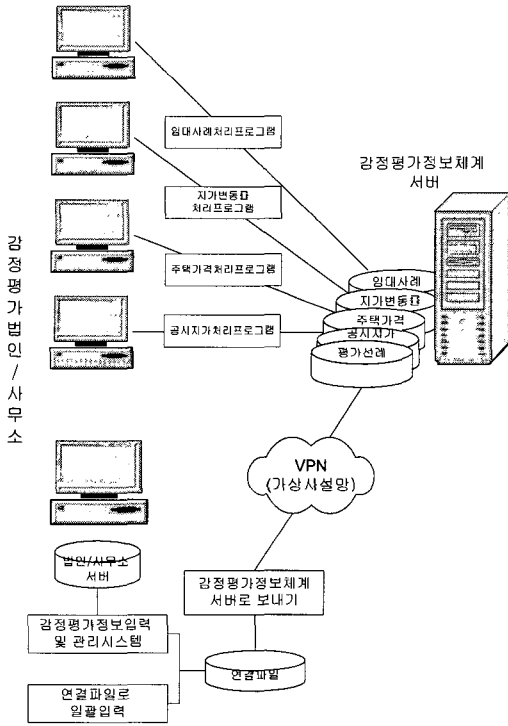 임대사례처리프로그램
지가변동률
처리프로그램
주택가격처리프로그램
공시지가처리프로그램
감정평가정보체계
서버
임대사례
지가변동률
주택가격
공시지가
평가선례
감정평가법인/사무소
VPN
(가상사설망)
법인/사무소
서버
감정평가정보체계
서버로 보내기
감정평가정보입력
및 관리시스템
연결파일
연결파일로
일괄입력